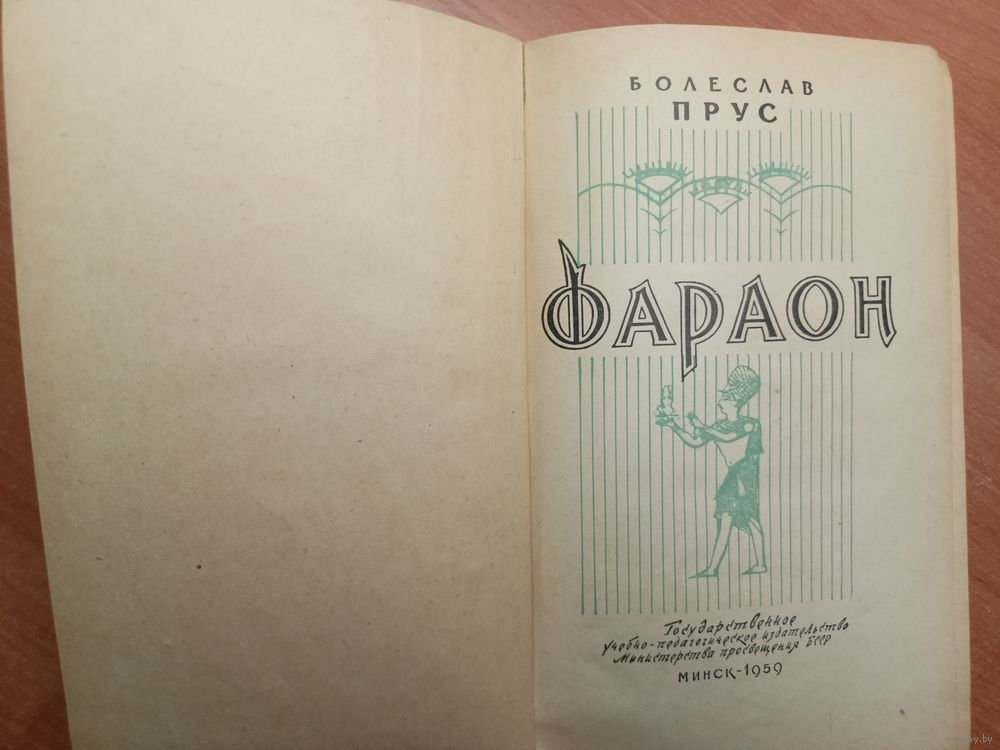 БОЛЕСЛАВ
ПРУС
ФАРАОН
Государственное
учебно-педагогическое издательство
Министерства просвещения БССР
МИНСК-1959